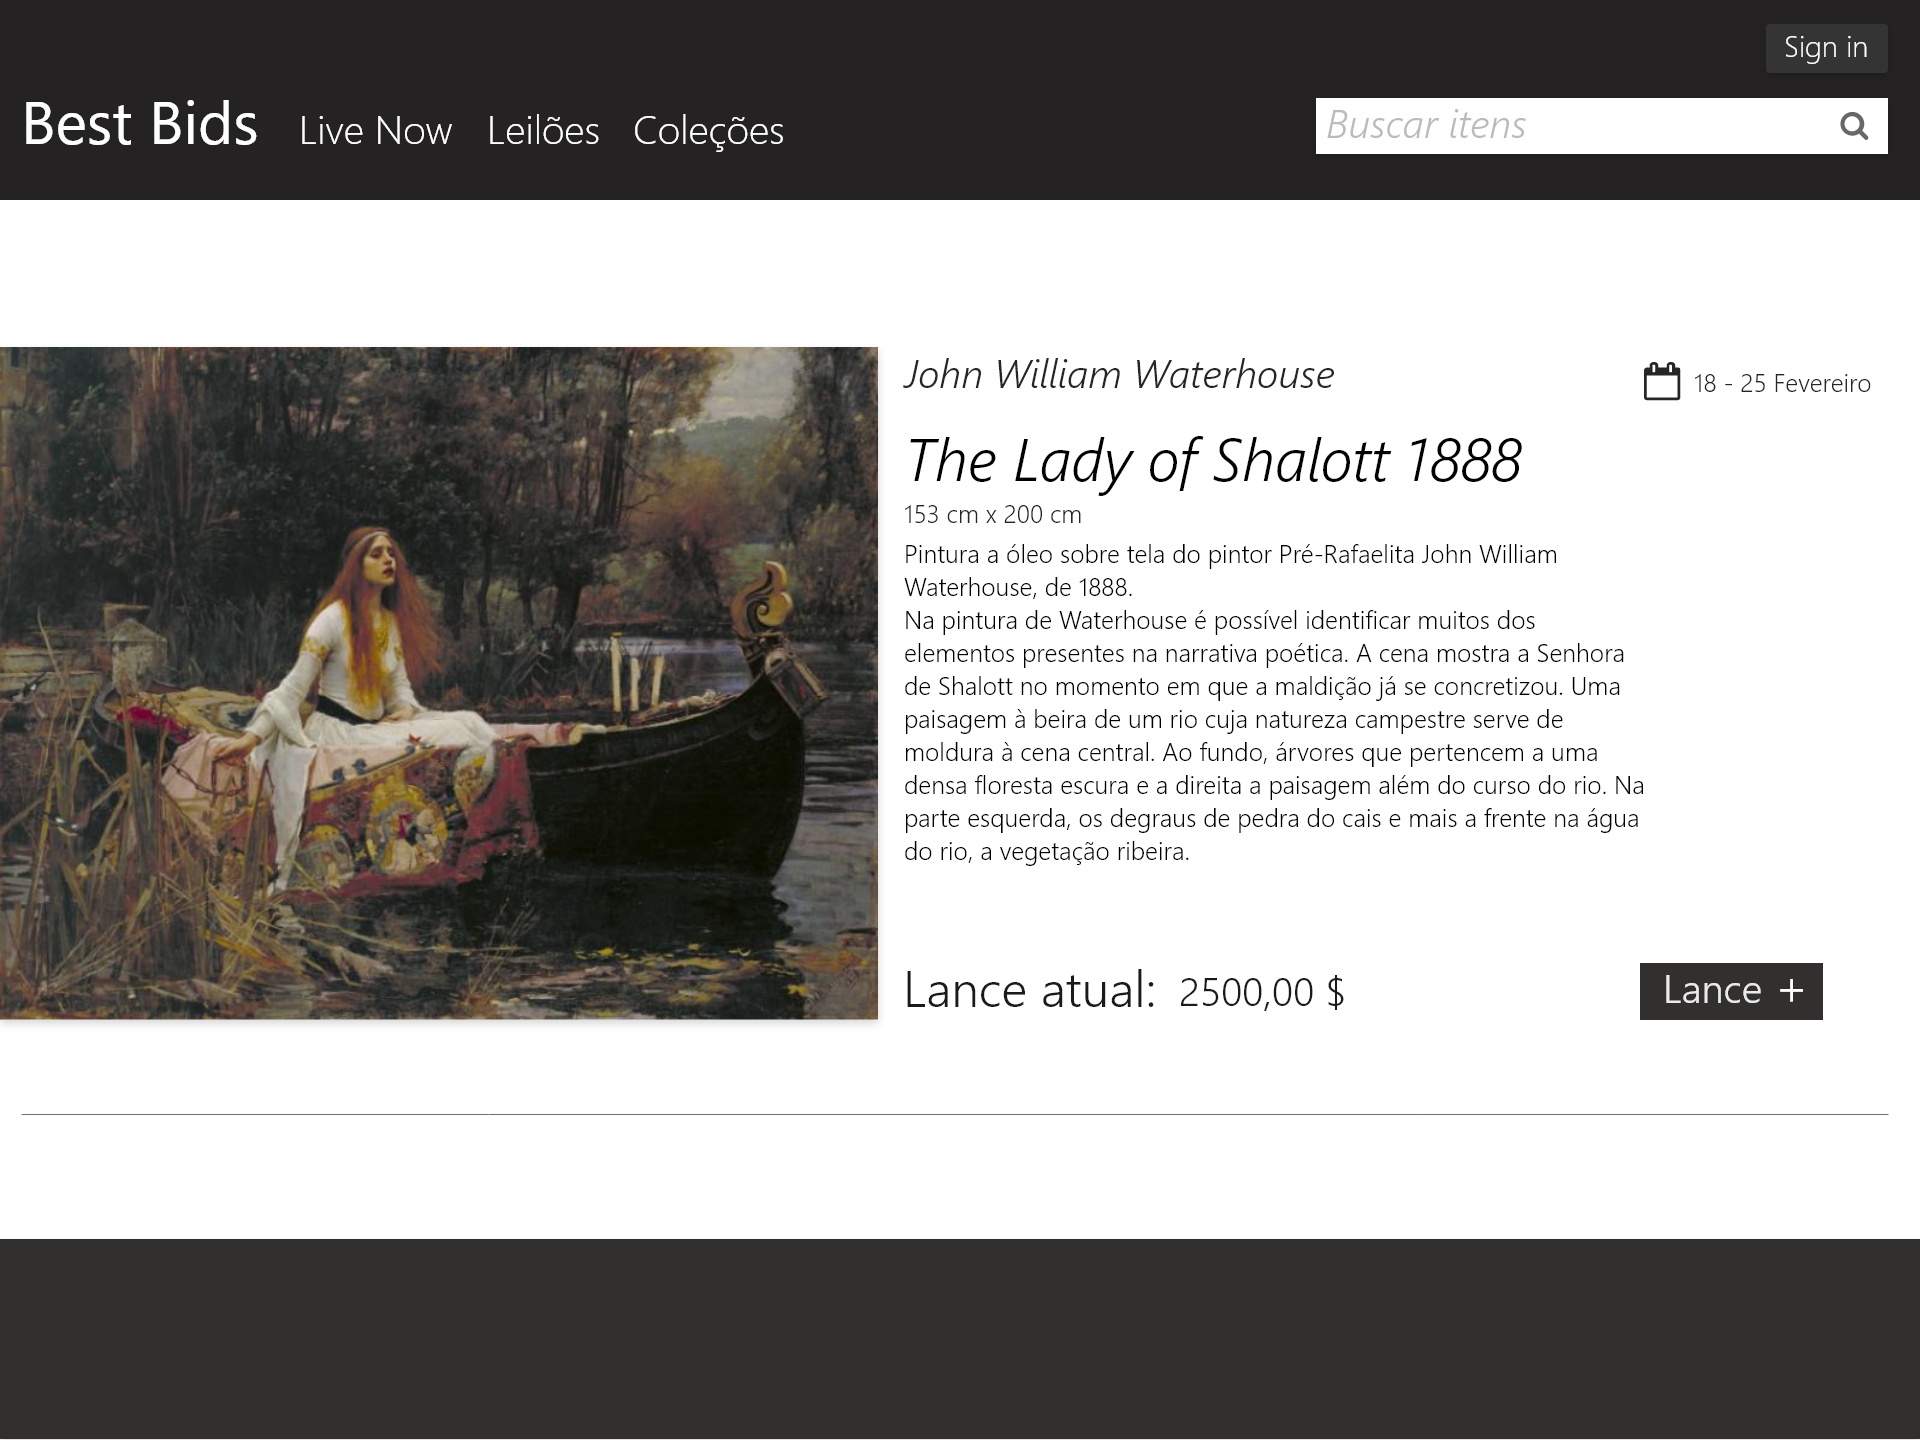 Sign in
Best Bids Live Now Leilões Coleções
Buscar itens
John William Waterhouse
18 - 25 Fevereiro
The Lady of Shalott 1888
153 cm x 200 cm
Pintura a óleo sobre tela do pintor Pré-Rafaelita John William
Waterhouse, de 1888.
Na pintura de Waterhouse é possível identificar muitos dos
elementos presentes na narrativa poética. A cena mostra a Senhora
de Shalott no momento em que a maldição já se concretizou. Uma
paisagem à beira de um rio cuja natureza campestre serve de
moldura à cena central. Ao fundo, árvores que pertencem a uma
densa floresta escura e a direita a paisagem além do curso do rio. Na
parte esquerda, os degraus de pedra do cais e mais a frente na água
do rio, a vegetação ribeira.
Lance atual: 2500,00 $
Lance +